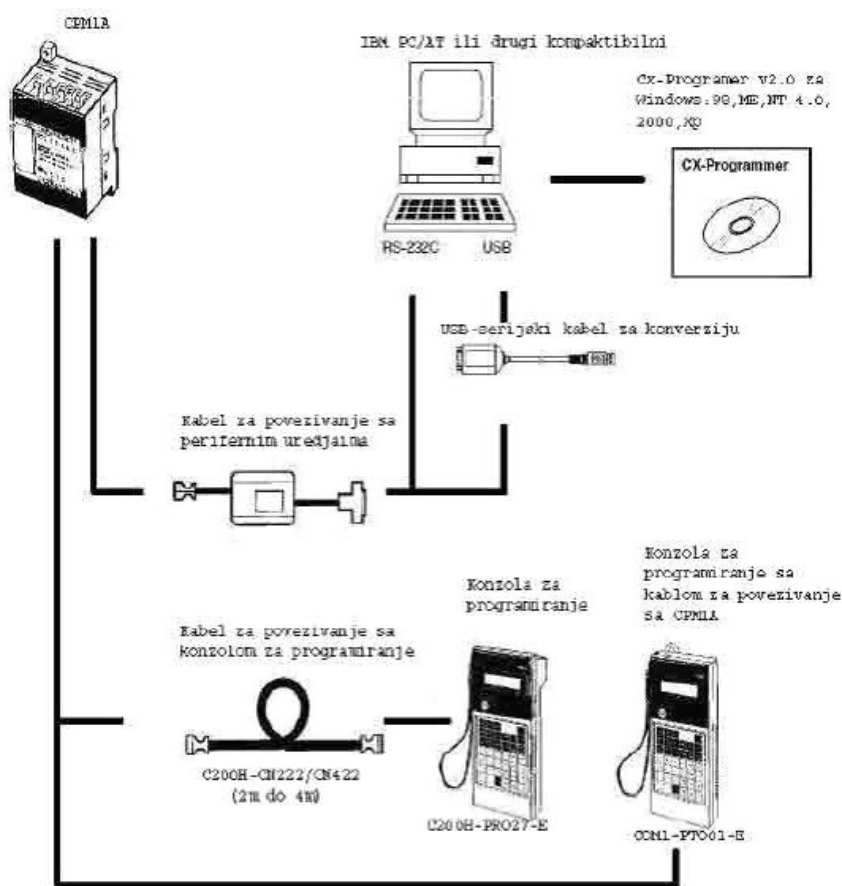 CPM1A
IBM PC/AT ili drugi kompaktibilni
Cx-Programer v2.0 za
Windows:98,ME,NT 4.0,
2000,Xp
CX-Programmer
RS-232C USB
USB-serijski kabel za konverziju
Kabel za povezivanje sa
perifernim uredjaima
Konzola za
programiranje sa
kablom za povezivanje
sa CPM1A
Konzola za
programiranje
Kabel za povezivanje sa
konzolom za programiranje
C200H-CN222/CN422
(2m do 4m)
C200H-PRO27-E